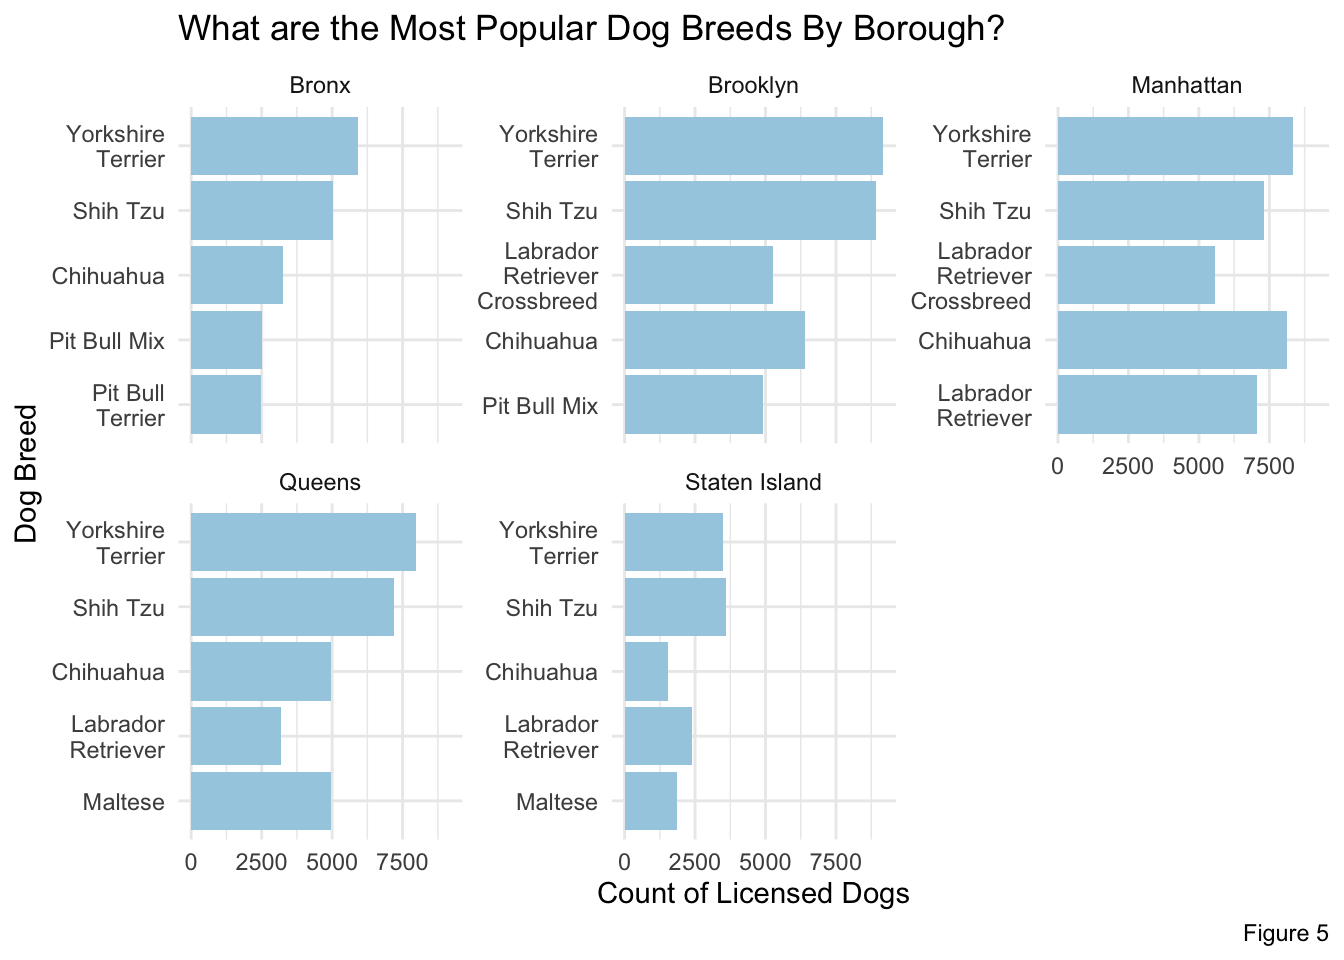 What are the Most Popular Dog Breeds By Borough?
Bronx
Yorkshire
Terrier
Shih Tzu
Chihuahua
Pit Bull Mix
Pit Bull
Terrier
Brooklyn
Yorkshire
Terrier
Shih Tzu
Labrador
Retriever
Crossbreed
Chihuahua
Pit Bull Mix
Manhattan
Yorkshire
Terrier
Shih Tzu
Labrador
Retriever
Crossbreed
Chihuahua
Labrador
Retriever
0 2500 5000 7500
Dog Breed
Queens
Yorkshire
Terrier
Shih Tzu
Chihuahua
Labrador
Retriever
Maltese
0 2500 5000 7500
Staten Island
Yorkshire
Terrier
Shih Tzu
Chihuahua
Labrador
Retriever
Maltese
0 2500 5000 7500
Count of Licensed Dogs
Figure 5